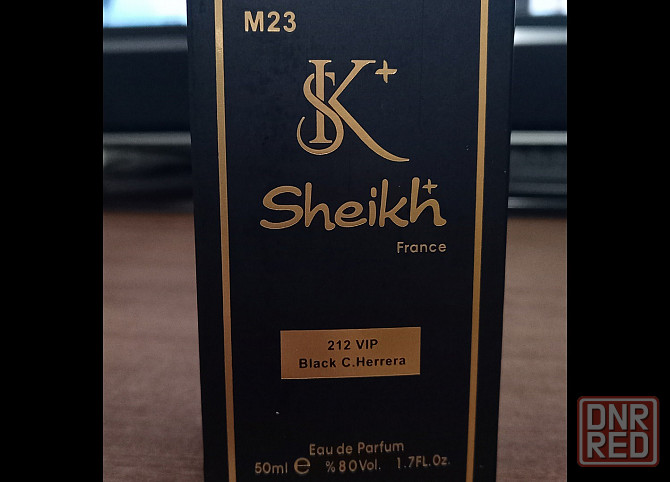 M23
SK+
Sheikh+
France
212 VIP
Black C.Herrera
Eau de Parfum
50ml e %80Vol. 1.7FL.Oz.
DNR
RED